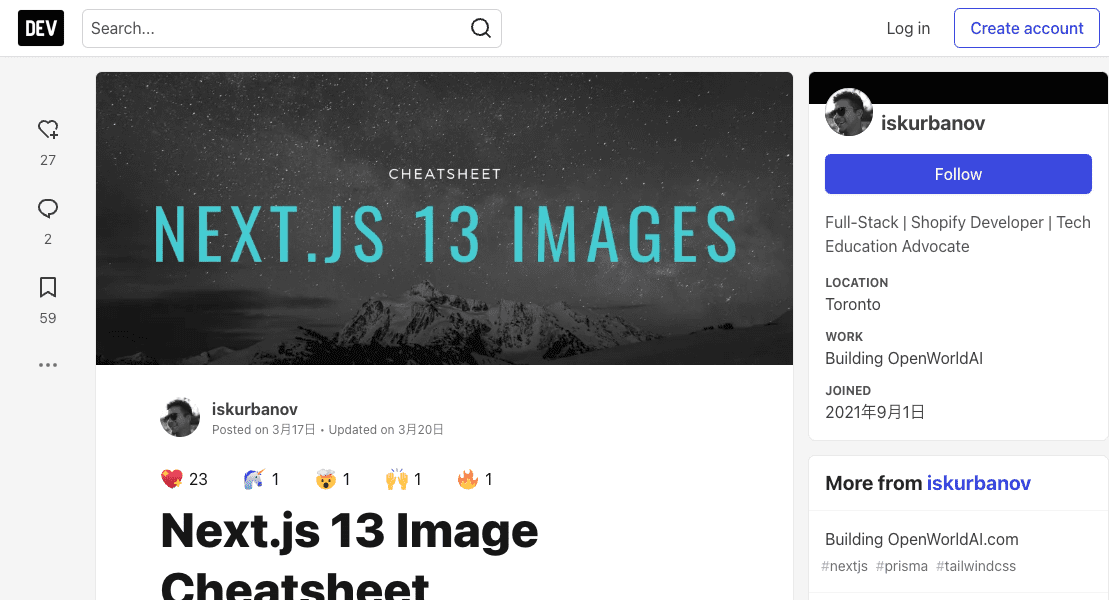 DEV
Search...
Log in
Create account
27
2
59
CHEATSHEET
NEXT.JS 13 IMAGES
iskurbanov
Posted on 3月17日 • Updated on 3月20日
23
1
1
1
1
Next.js 13 Image
Cheatsheet
iskurbanov
Follow
Full-Stack | Shopify Developer | Tech
Education Advocate
LOCATION
Toronto
WORK
Building OpenWorldAI
JOINED
2021年9月1日
More from iskurbanov
Building OpenWorldAI.com
#nextjs #prisma #tailwindcss